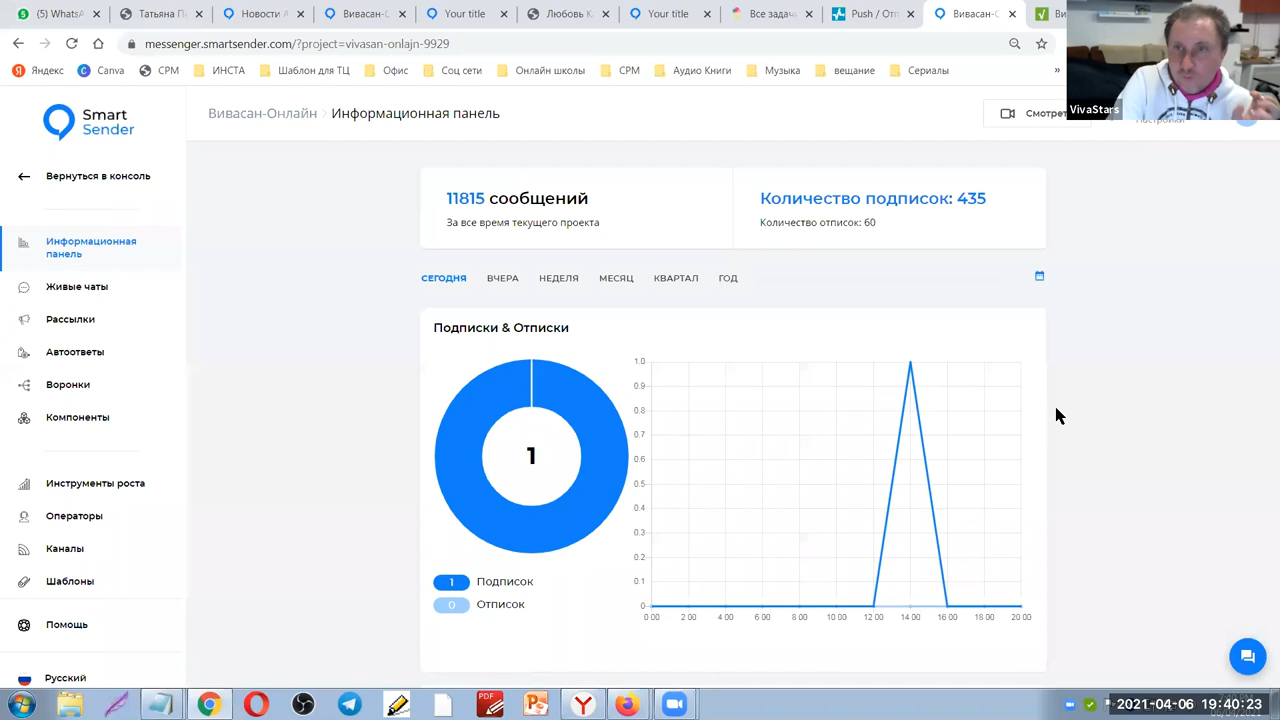 (5) WhatsA
Татьяна П
Новости
Вивасан-
Your title
Логин - К
Your title
Веззадяд
Pulse - От
Вивасан-О
Ви
messenger.smartsender.com/?project=vivasan-onlajn-9929
Яндекс
Canva
СРМ
ИНСТА
Шаблон для ТЦ
Офис
Соц сети
Онлайн школы
СРМ
Аудио Книги
Музыка
вещание
Сериалы
»
VivaStars
Smart
Sender
Вивасан-Онлайн > Информационная панель
Смотрет
Настройки
Вернуться в консоль
Информационная
панель
Живые чаты
Рассылки
Автоответы
Воронки
Компоненты
Инструменты роста
Операторы
Каналы
Шаблоны
Помощь
Русский
11815 сообщений
За все время текущего проекта
Количество подписок: 435
Количество отписок: 60
СЕГОДНЯ ВЧЕРА НЕДЕЛЯ МЕСЯЦ КВАРТАЛ ГОД
Подписки & Отписки
1
1 Подписок
0 Отписок
1.0
0.9
0.8
0.7
0.6
0.5
0.4
0.3
0.2
0.1
0
0 00 2 00 4 00 6 00 8 00 10 00 12 00 14 00 16 00 18 00 20 00
PDF
2021-04-06 19:40:23